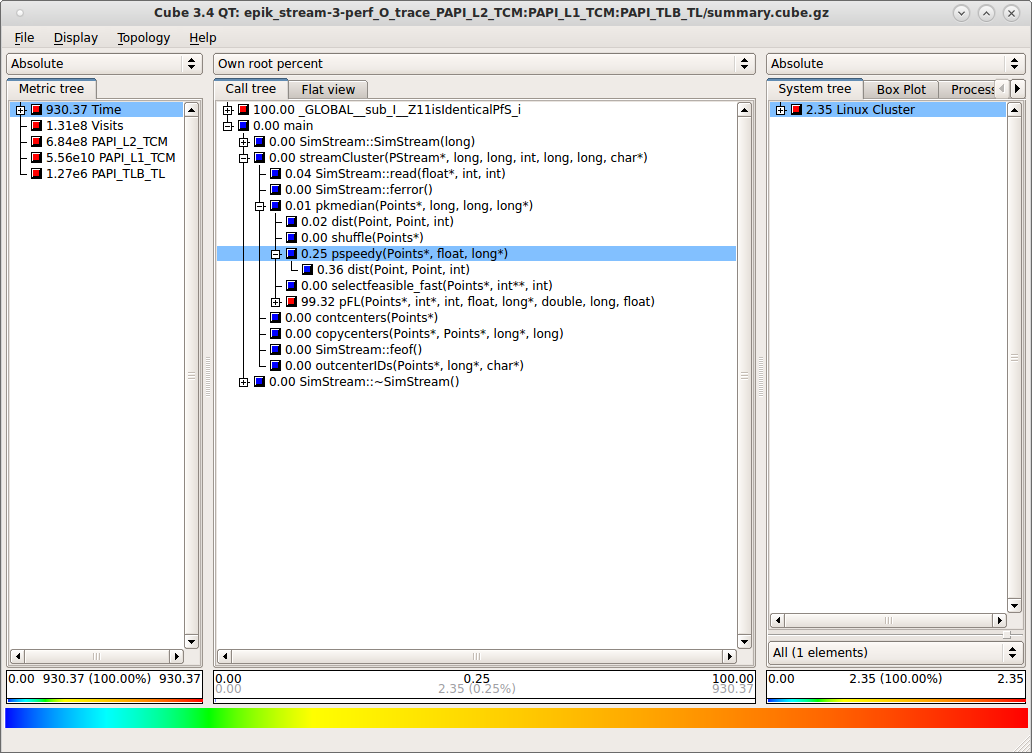 Cube 3.4 QT: epik_stream-3-perf_O_trace_PAPI_L2_TCM:PAPI_L1_TCM:PAPI_TLB_TL/summary.cube.gz
File Display Topology Help
Absolute
Metric tree
930.37 Time
1.31e8 Visits
6.84e8 PAPI_L2_TCM
5.56e10 PAPI_L1_TCM
1.27e6 PAPI_TLB_TL
0.00 930.37 (100.00%) 930.37
Own root percent
Call tree Flat view
100.00 _GLOBAL__sub_I__Z11isIdenticalPfS_i
0.00 main
0.00 SimStream::SimStream(long)
0.00 streamCluster(PStream*, long, long, int, long, long, char*)
0.04 SimStream::read(float*, int, int)
0.00 SimStream::ferror()
0.01 pkmedian(Points*, long, long, long*)
0.02 dist(Point, Point, int)
0.00 shuffle(Points*)
0.25 pspeedy(Points*, float, long*)
0.36 dist(Point, Point, int)
0.00 selectfeasible_fast(Points*, int**, int)
99.32 pFL(Points*, int*, int, float, long*, double, long, float)
0.00 contcenters(Points*)
0.00 copycenters(Points*, Points*, long*, long)
0.00 SimStream::feof()
0.00 outcenterIDs(Points*, long*, char*)
0.00 SimStream::~SimStream()
0.00 0.25 100.00
0.00 2.35 (0.25%) 930.37
Absolute
System tree Box Plot Process
2.35 Linux Cluster
All (1 elements)
0.00 2.35 (100.00%) 2.35